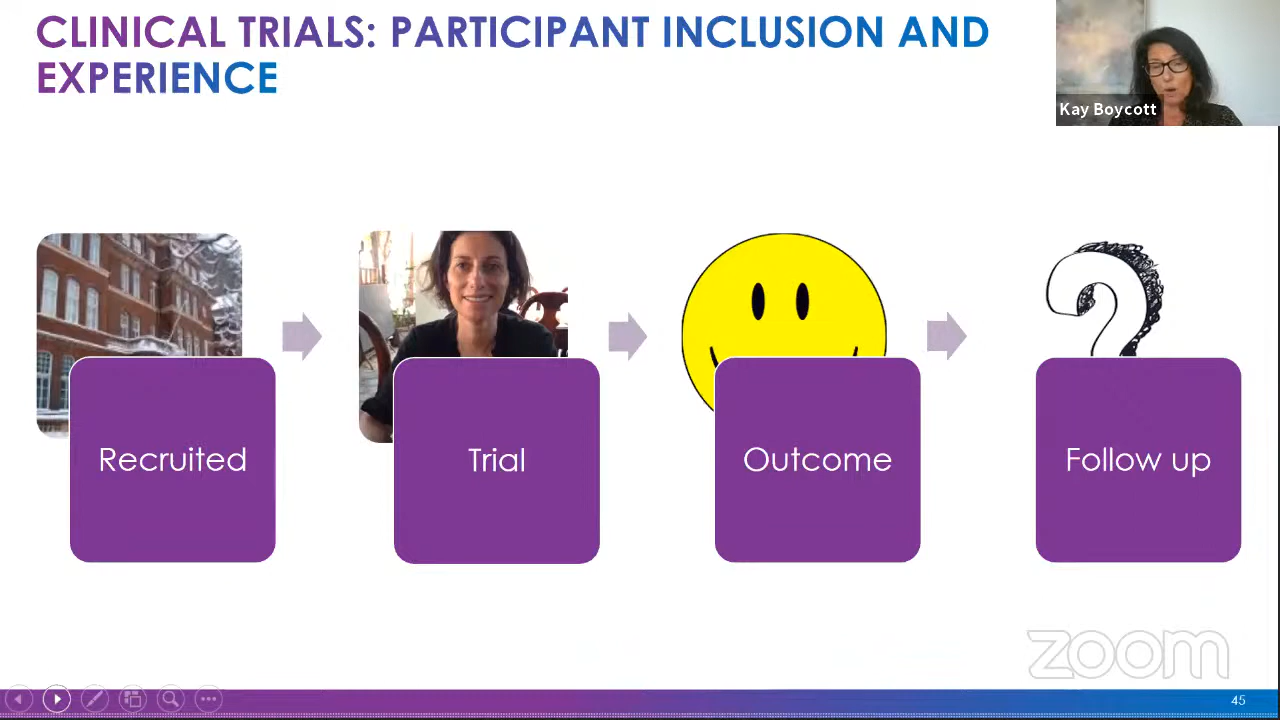 CLINICAL TRIALS: PARTICIPANT INCLUSION AND
EXPERIENCE
Kay Boycott
Recruited
Trial
Outcome
Follow up
zoom
45